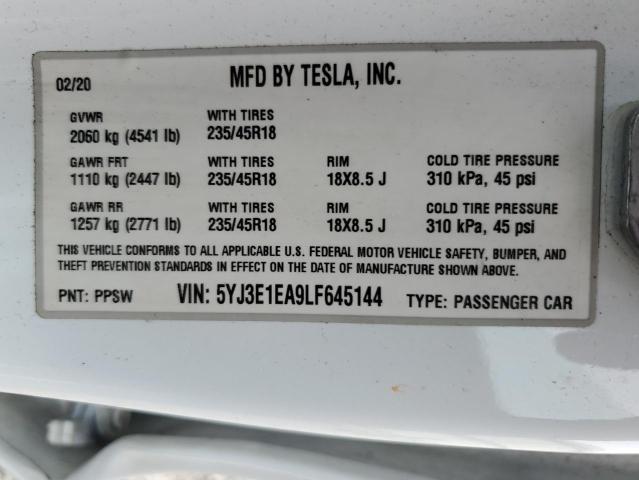 02/20 MFD BY TESLA, INC.
GVWR WITH TIRES
2060 kg (4541 lb) 235/45R18
GAWR FRT WITH TIRES RIM COLD TIRE PRESSURE
1110 kg (2447 lb) 235/45R18 18X8.5 J 310 kPa, 45 psi
GAWR RR WITH TIRES RIM COLD TIRE PRESSURE
1257 kg (2771 lb) 235/45R18 18X8.5 J 310 kPa, 45 psi
THIS VEHICLE CONFORMS TO ALL APPLICABLE U.S. FEDERAL MOTOR VEHICLE SAFETY, BUMPER, AND
THEFT PREVENTION STANDARDS IN EFFECT ON THE DATE OF MANUFACTURE SHOWN ABOVE.
PNT: PPSW VIN: 5YJ3E1EA9LF645144 TYPE: PASSENGER CAR